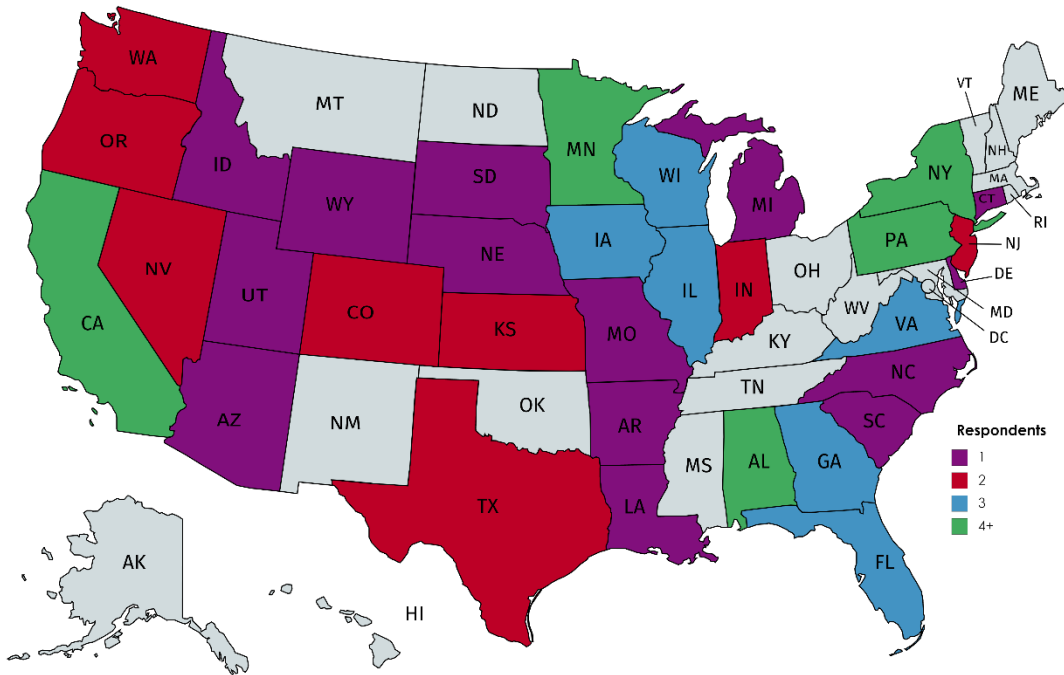 WA
MT
ND
VT
ME
OR
MN
NH
ID
SD
WI
NY
MA
WY
MI
CT
RI
IA
PA
NE
NJ
NV
OH
IL
IN
DE
UT
CA
CO
WV
KS
MO
VA
MD
KY
DC
NC
TN
OK
AZ
NM
AR
SC
MS
AL
GA
TX
LA
FL
AK
HI
Respondents
1
2
3
4+